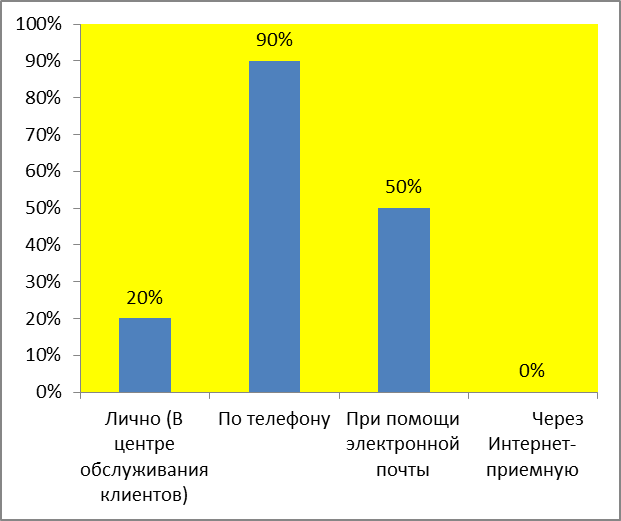 100%
90%
80%
70%
60%
50%
40%
30%
20%
10%
0%
20%
90%
50%
0%
Лично (В
центре
обслуживания
клиентов)
По телефону
При помощи
электронной
почты
Через
Интернет-
приемную